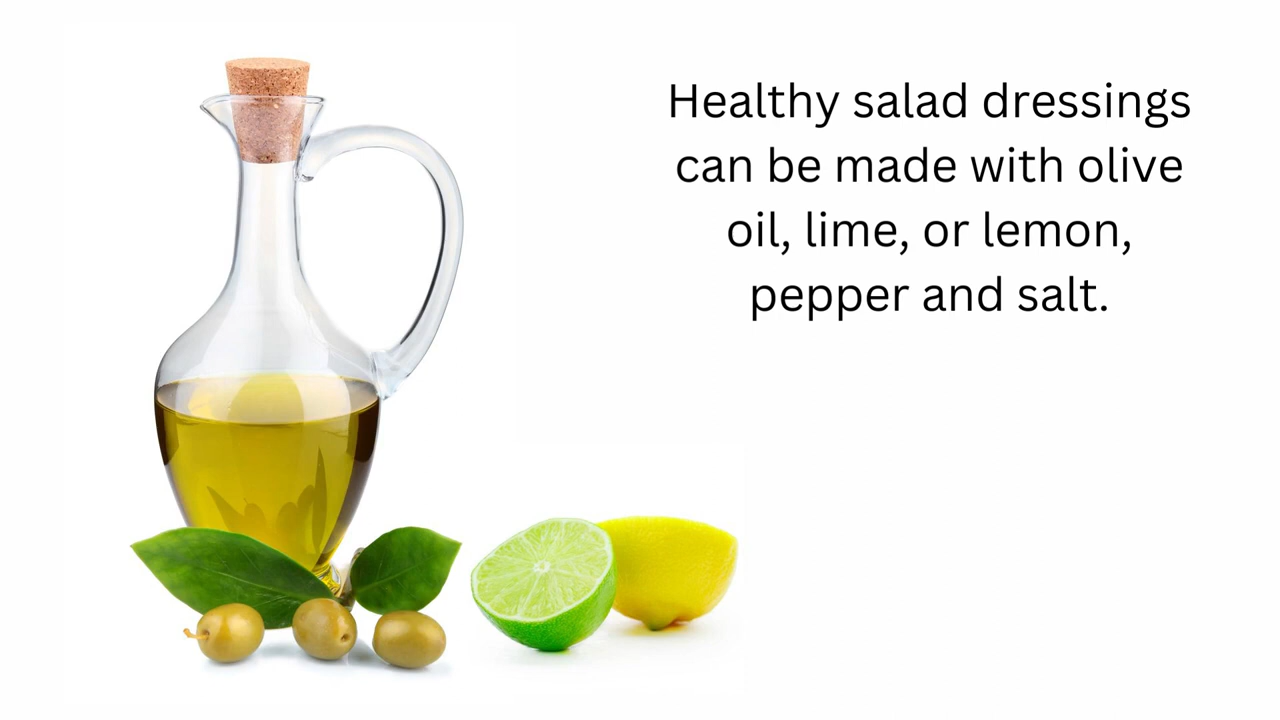 Healthy salad dressings
can be made with olive
oil, lime, or lemon,
pepper and salt.